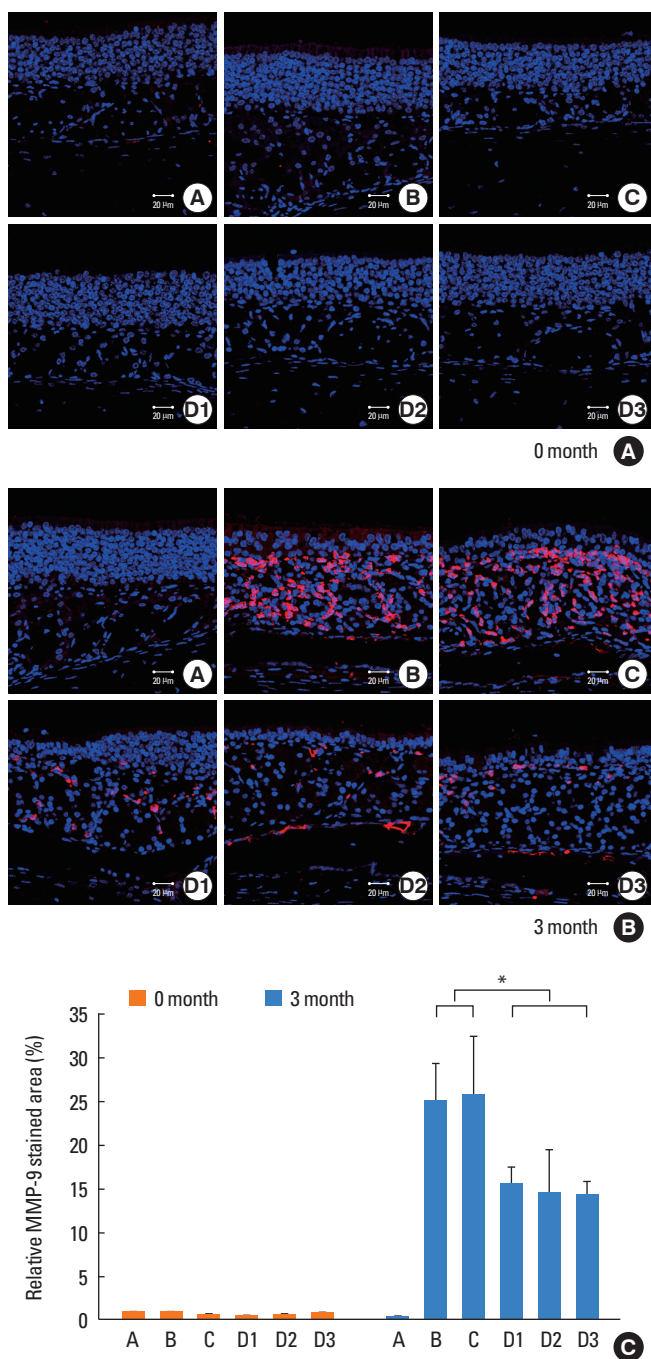 20 µm A
20 µm B
20 µm C
20 µm D1
20 µm D2
20 µm D3
0 month A
20 µm A
20 µm B
20 µm C
20 µm D1
20 µm D2
20 µm D3
3 month B
0 month 3 month
*
Relative MMP-9 stained area (%)
35
30
25
20
15
10
5
0
A B C D1 D2 D3 A B C D1 D2 D3
C